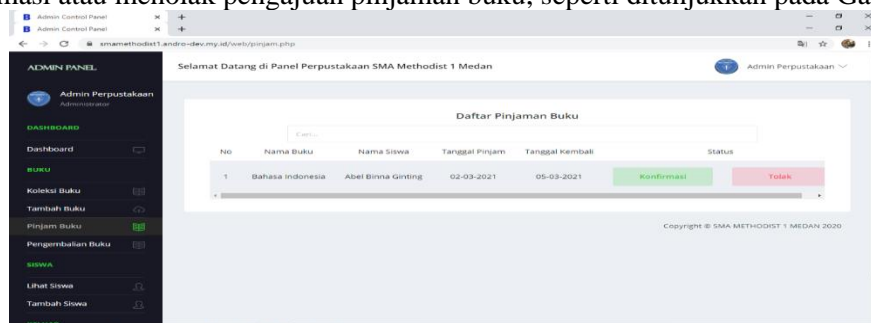 masi atau menolak pengajuan pinjaman buku, seperti ditunjukkan pada Ga
Admin Control Panel
Admin Control Panel
smamethodist1.andro-dev.my.id/web/pinjam.php
ADMIN PANEL
Selamat Datang di Panel Perpustakaan SMA Methodist 1 Medan
Admin Perpustakaan
Admin Perpustakaan
Administrator
DASHBOARD
Dashboard
BUKU
Koleksi Buku
Tambah Buku
Pinjam Buku
Pengembalian Buku
SISWA
Lihat Siswa
Tambah Siswa
Daftar Pinjaman Buku
Cari...
No Nama Buku Nama Siswa Tanggal Pinjam Tanggal Kembali Status
1 Bahasa Indonesia Abel Binna Ginting 02-03-2021 05-03-2021 Konfirmasi Tolak
Copyright © SMA METHODIST 1 MEDAN 2020